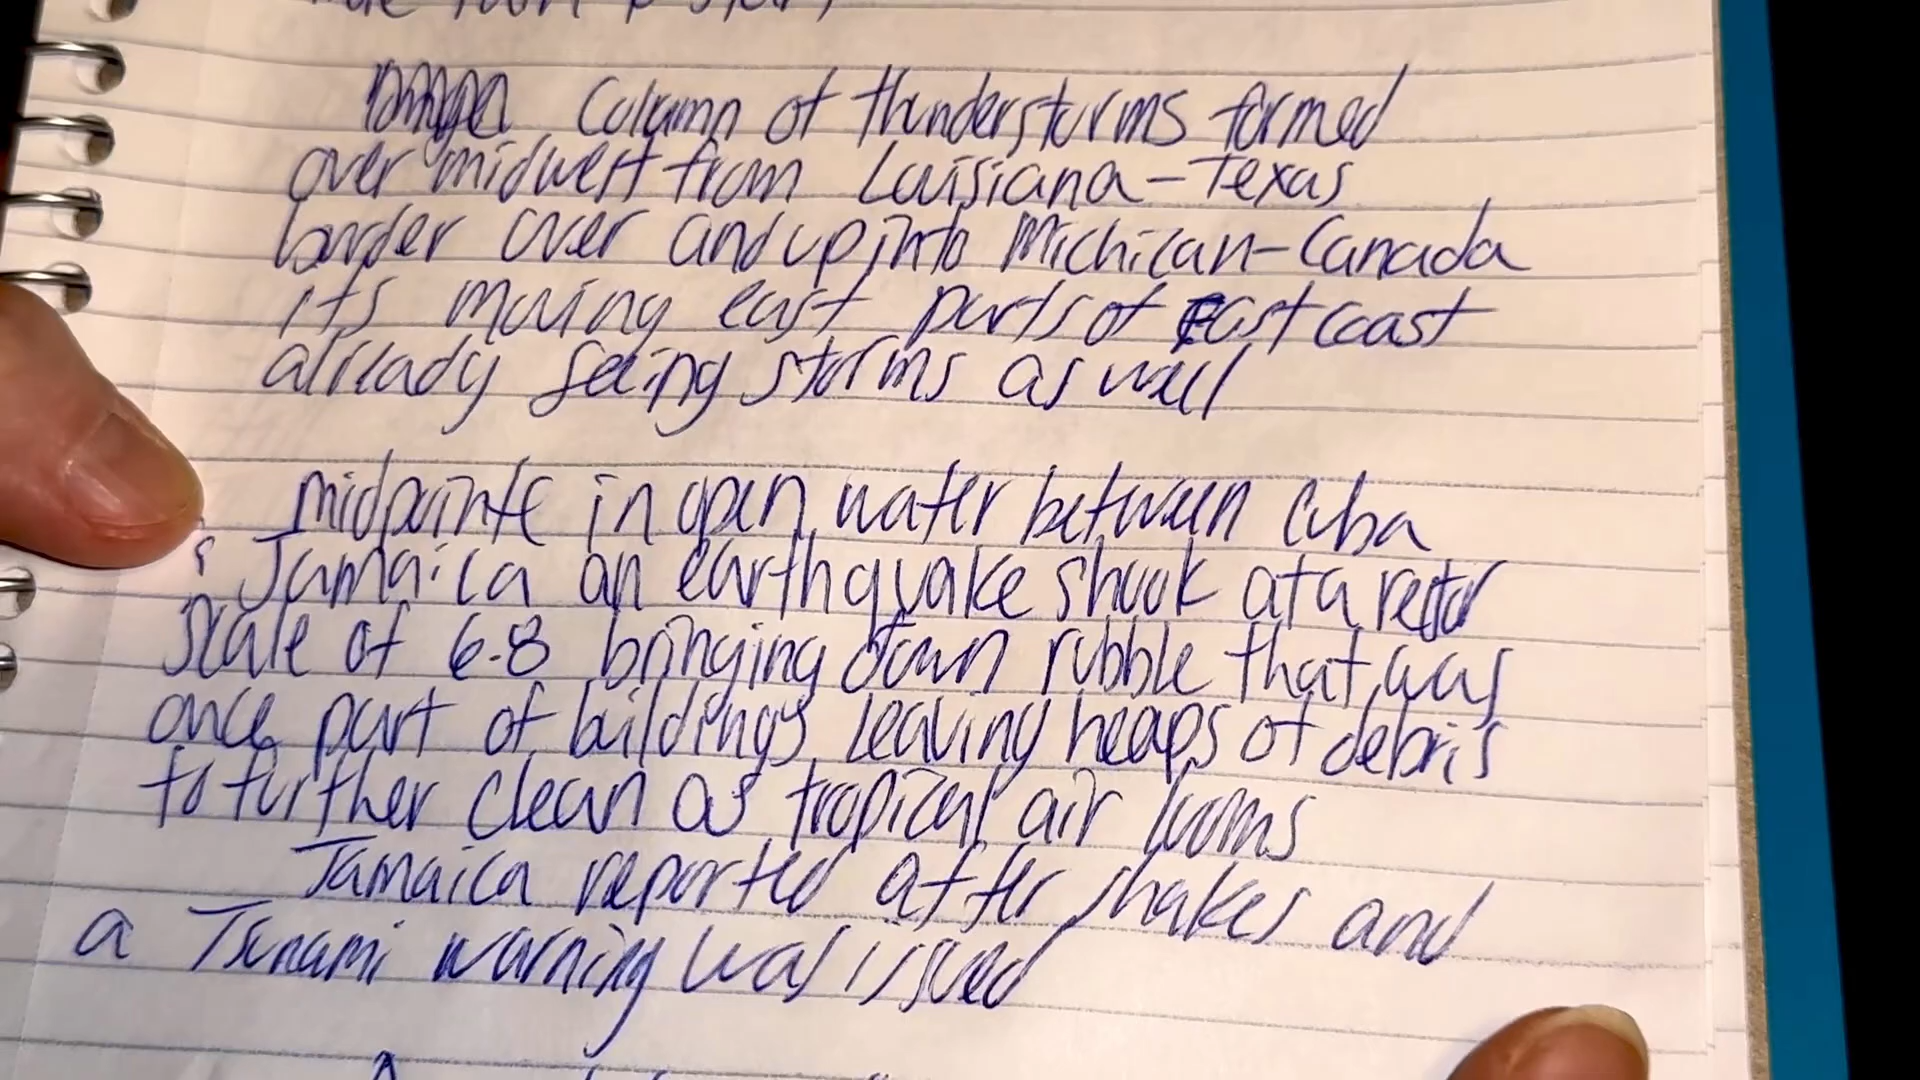 Column of thunderstorms formed
over midwest from Luisiana-Texas
border over and up into Michigan-Canada
its moving east parts of East coast
already seeing storms as well
midpointe in open water between Cuba
& Jamaica an earthquake shook at a recter
scale of 6.8 bringing down rubble that was
once part of buildings leaving heaps of debris
to further clean as tropical air looms
Jamaica reported after shakes and
a Tsunami warning was issued